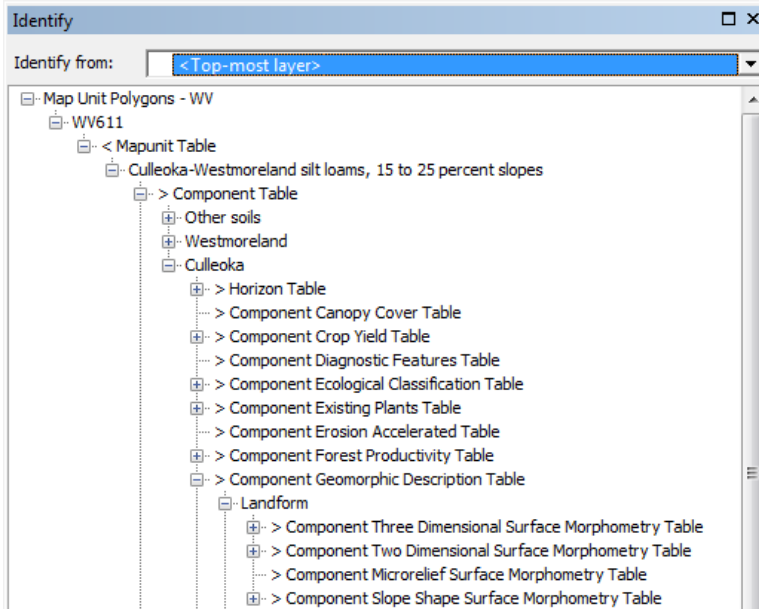 Identify
Identify from: <Top-most layer>
Map Unit Polygons - WV
WV611
< Mapunit Table
Culleoka-Westmoreland silt loams, 15 to 25 percent slopes
> Component Table
Other soils
Westmoreland
Culleoka
> Horizon Table
> Component Canopy Cover Table
> Component Crop Yield Table
> Component Diagnostic Features Table
> Component Ecological Classification Table
> Component Existing Plants Table
> Component Erosion Accelerated Table
> Component Forest Productivity Table
> Component Geomorphic Description Table
Landform
> Component Three Dimensional Surface Morphometry Table
> Component Two Dimensional Surface Morphometry Table
> Component Microrelief Surface Morphometry Table
> Component Slope Shape Surface Morphometry Table